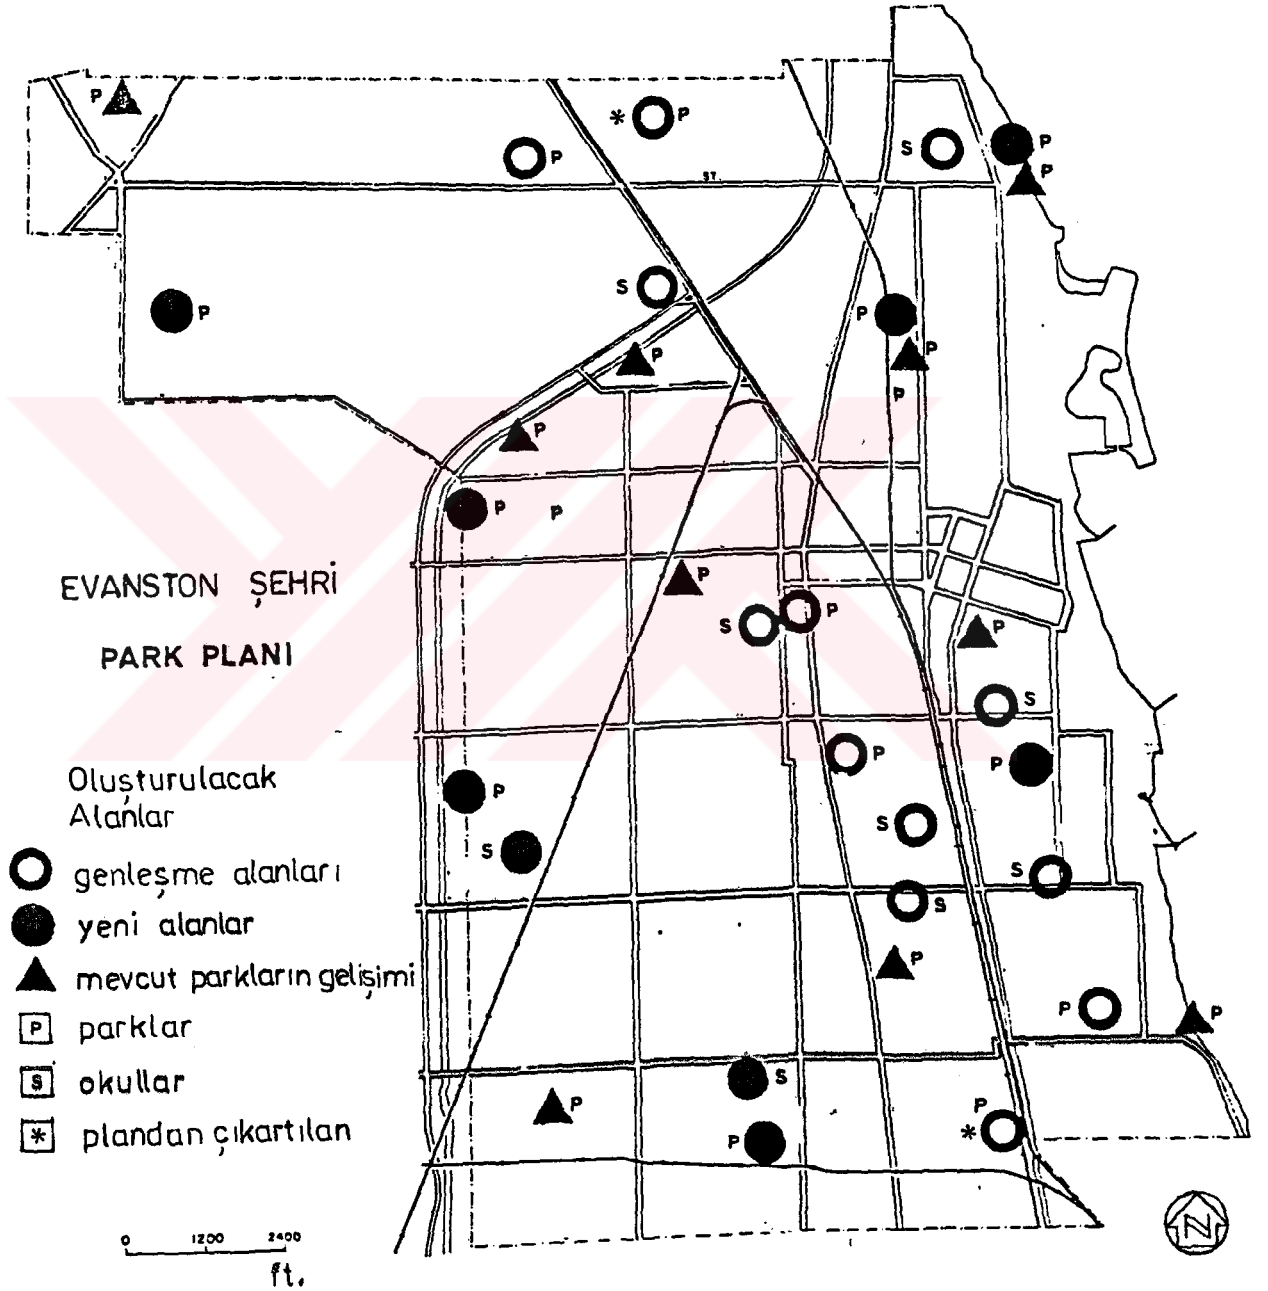 P
* P
P
S
P
P
ST.
S
P
P
P
P
P
P
P
P
P
EVANSTON ŞEHRİ
P
S
P
P
PARK PLANI
S
P
P
Oluşturulacak
Alanlar
P
S
S
genleşme alanları
S
S
yeni alanlar
P
mevcut parkların gelişimi
P
P
P parklar
S okullar
S
P
P
* plandan çıkartılan
P
*
0 1200 2400
ft.
N